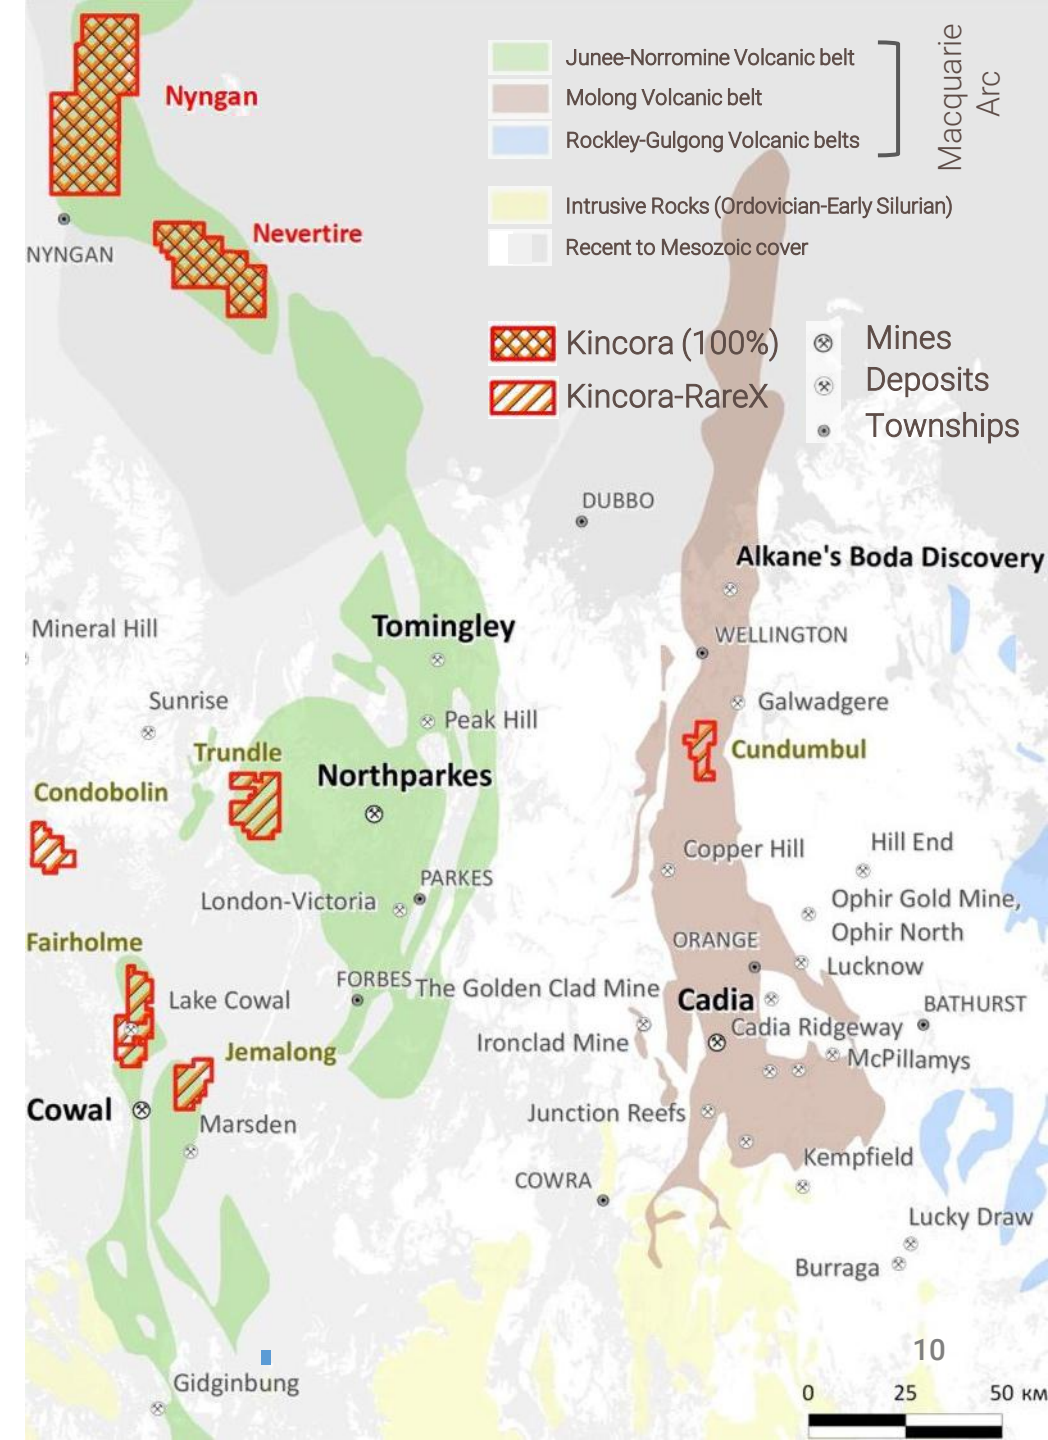 Junee-Norromine Volcanic belt
Molong Volcanic belt
Rockley-Gulgong Volcanic belts
Macquarie
Arc
Intrusive Rocks (Ordovician-Early Silurian)
Recent to Mesozoic cover
Kincora (100%)
Kincora-RareX
Mines
Deposits
Townships
Nyngan
NYNGAN
Nevertire
DUBBO
Alkane's Boda Discovery
Mineral Hill
Tomingley
WELLINGTON
Sunrise
Peak Hill
Galwadgere
Trundle
Northparkes
Cundumbul
Condobolin
Copper Hill
Hill End
PARKES
London-Victoria
Ophir Gold Mine,
Ophir North
Fairholme
ORANGE
Lucknow
FORBES
The Golden Clad Mine
Lake Cowal
Cadia
BATHURST
Cadia Ridgeway
Ironclad Mine
Jemalong
McPillamys
Cowal
Marsden
Junction Reefs
Kempfield
COWRA
Lucky Draw
Burraga
10
Gidginbung
0 25 50 KM